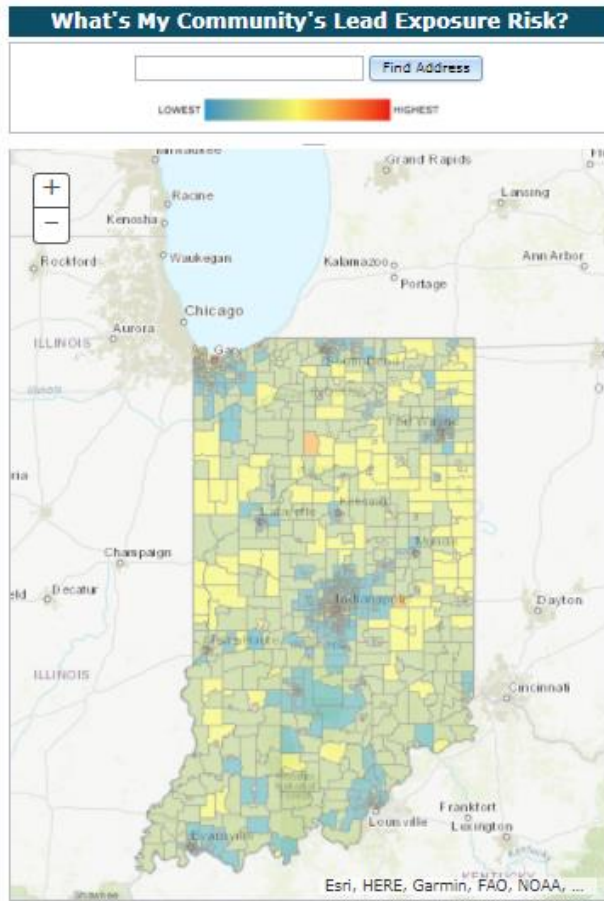 What's My Community's Lead Exposure Risk?
Find Address
LOWEST
HIGHEST
+
Grand Rapids
Racine
Lansing
Kenosha
Rockford
Waukegan
Kalamazoo
Ann Arbor
Portage
Chicago
Aurora
ILLINOIS
Gary
Lafayette
Champaign
Decatur
Indianapolis
Dayton
ILLINOIS
Cincinnati
Evansville
Louisville
Frankfort
Lexington
KENTUCKY
Esri, HERE, Garmin, FAO, NOAA, ...